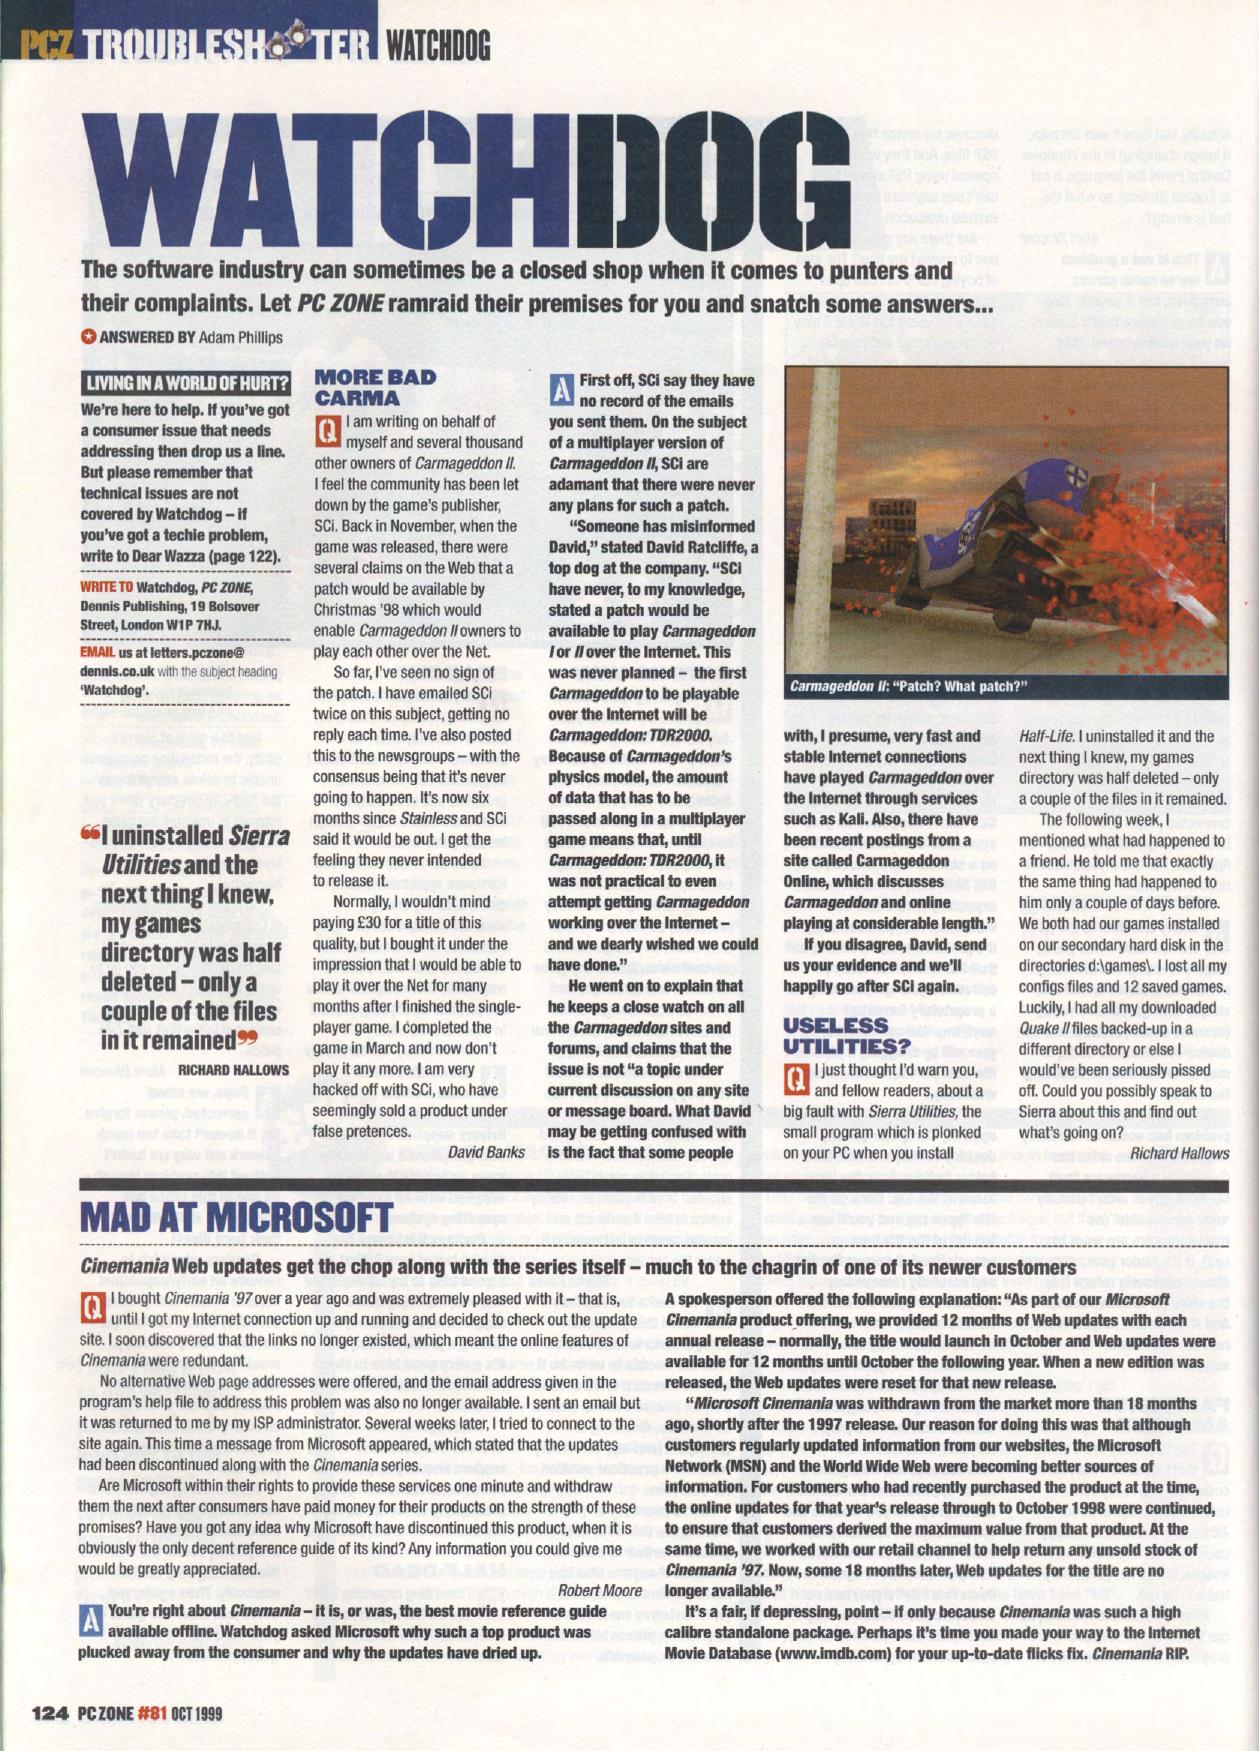 PCZ TROUBLESHOOTER WATCHDOG
WATCHDOG
The software industry can sometimes be a closed shop when it comes to punters and
their complaints. Let PC ZONE ramraid their premises for you and snatch some answers...
ANSWERED BY Adam Phillips
LIVING IN A WORLD OF HURT?
We're here to help. If you've got
a consumer issue that needs
addressing then drop us a line.
But please remember that
technical issues are not
covered by Watchdog – if
you've got a techie problem,
write to Dear Wazza (page 122).
WRITE TO Watchdog, PC ZONE,
Dennis Publishing, 19 Bolsover
Street, London W1P 7HJ.
EMAIL us at letters.pczone@
dennis.co.uk with the subject heading
'Watchdog'.
“I uninstalled Sierra
Utilities and the
next thing I knew,
my games
directory was half
deleted – only a
couple of the files
in it remained”
RICHARD HALLOWS
MORE BAD
CARMA
Q I am writing on behalf of
myself and several thousand
other owners of Carmageddon II.
I feel the community has been let
down by the game's publisher,
SCi. Back in November, when the
game was released, there were
several claims on the Web that a
patch would be available by
Christmas '98 which would
enable Carmageddon II owners to
play each other over the Net.
So far, I've seen no sign of
the patch. I have emailed SCi
twice on this subject, getting no
reply each time. I've also posted
this to the newsgroups – with the
consensus being that it's never
going to happen. It's now six
months since Stainless and SCi
said it would be out. I get the
feeling they never intended
to release it.
Normally, I wouldn't mind
paying £30 for a title of this
quality, but I bought it under the
impression that I would be able to
play it over the Net for many
months after I finished the single-
player game. I completed the
game in March and now don't
play it any more. I am very
hacked off with SCi, who have
seemingly sold a product under
false pretences.
David Banks
A First off, SCi say they have
no record of the emails
you sent them. On the subject
of a multiplayer version of
Carmageddon II, SCi are
adamant that there were never
any plans for such a patch.
“Someone has misinformed
David,” stated David Ratcliffe, a
top dog at the company. “SCi
have never, to my knowledge,
stated a patch would be
available to play Carmageddon
I or II over the Internet. This
was never planned – the first
Carmageddon to be playable
over the Internet will be
Carmageddon: TDR2000.
Because of Carmageddon's
physics model, the amount
of data that has to be
passed along in a multiplayer
game means that, until
Carmageddon: TDR2000, it
was not practical to even
attempt getting Carmageddon
working over the Internet –
and we dearly wished we could
have done.”
He went on to explain that
he keeps a close watch on all
the Carmageddon sites and
forums, and claims that the
issue is not “a topic under
current discussion on any site
or message board. What David
may be getting confused with
is the fact that some people
Carmageddon II: “Patch? What patch?”
with, I presume, very fast and
stable Internet connections
have played Carmageddon over
the Internet through services
such as Kali. Also, there have
been recent postings from a
site called Carmageddon
Online, which discusses
Carmageddon and online
playing at considerable length.”
If you disagree, David, send
us your evidence and we'll
happily go after SCi again.
USELESS
UTILITIES?
Q I just thought I'd warn you,
and fellow readers, about a
big fault with Sierra Utilities, the
small program which is plonked
on your PC when you install
Half-Life. I uninstalled it and the
next thing I knew, my games
directory was half deleted – only
a couple of the files in it remained.
The following week, I
mentioned what had happened to
a friend. He told me that exactly
the same thing had happened to
him only a couple of days before.
We both had our games installed
on our secondary hard disk in the
directories d:\games\. I lost all my
configs files and 12 saved games.
Luckily, I had all my downloaded
Quake II files backed-up in a
different directory or else I
would've been seriously pissed
off. Could you possibly speak to
Sierra about this and find out
what's going on?
Richard Hallows
MAD AT MICROSOFT
Cinemania Web updates get the chop along with the series itself – much to the chagrin of one of its newer customers
Q I bought Cinemania '97 over a year ago and was extremely pleased with it – that is,
until I got my Internet connection up and running and decided to check out the update
site. I soon discovered that the links no longer existed, which meant the online features of
Cinemania were redundant.
No alternative Web page addresses were offered, and the email address given in the
program's help file to address this problem was also no longer available. I sent an email but
it was returned to me by my ISP administrator. Several weeks later, I tried to connect to the
site again. This time a message from Microsoft appeared, which stated that the updates
had been discontinued along with the Cinemania series.
Are Microsoft within their rights to provide these services one minute and withdraw
them the next after consumers have paid money for their products on the strength of these
promises? Have you got any idea why Microsoft have discontinued this product, when it is
obviously the only decent reference guide of its kind? Any information you could give me
would be greatly appreciated.
Robert Moore
A You're right about Cinemania – it is, or was, the best movie reference guide
available offline. Watchdog asked Microsoft why such a top product was
plucked away from the consumer and why the updates have dried up.
A spokesperson offered the following explanation: “As part of our Microsoft
Cinemania product offering, we provided 12 months of Web updates with each
annual release – normally, the title would launch in October and Web updates were
available for 12 months until October the following year. When a new edition was
released, the Web updates were reset for that new release.
“Microsoft Cinemania was withdrawn from the market more than 18 months
ago, shortly after the 1997 release. Our reason for doing this was that although
customers regularly updated information from our websites, the Microsoft
Network (MSN) and the World Wide Web were becoming better sources of
information. For customers who had recently purchased the product at the time,
the online updates for that year's release through to October 1998 were continued,
to ensure that customers derived the maximum value from that product. At the
same time, we worked with our retail channel to help return any unsold stock of
Cinemania '97. Now, some 18 months later, Web updates for the title are no
longer available.”
It's a fair, if depressing, point – if only because Cinemania was such a high
calibre standalone package. Perhaps it's time you made your way to the Internet
Movie Database (www.imdb.com) for your up-to-date flicks fix. Cinemania RIP.
124 PC ZONE #81 OCT 1999